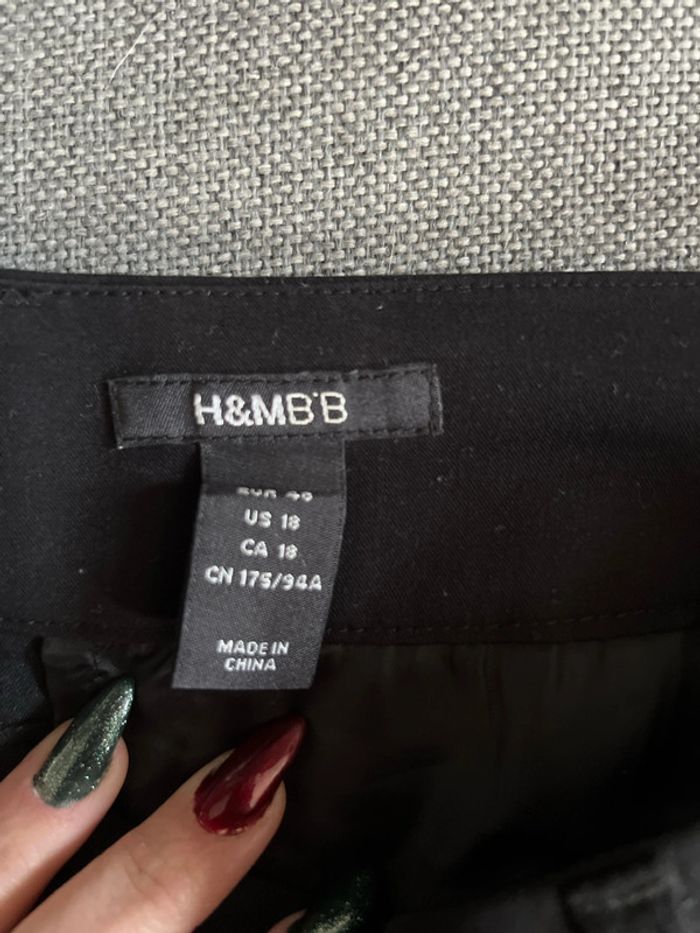 H&MB'B
US 18
CA 18
CN 175/94A
MADE IN
CHINA